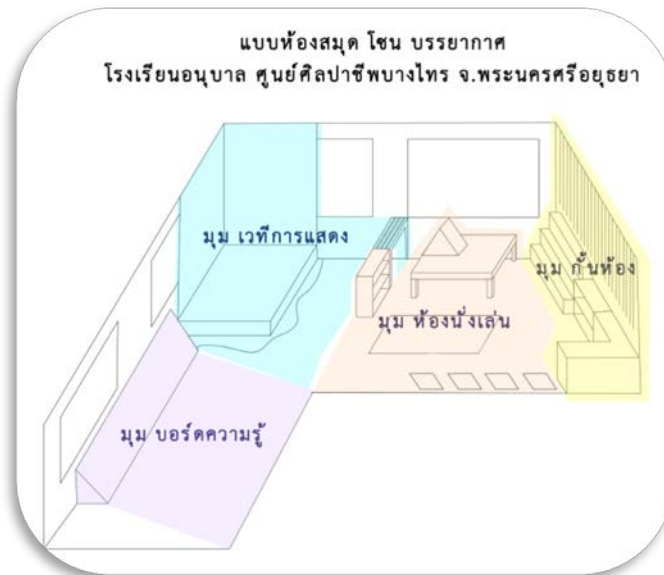 แบบห้องสมุด โซน บรรยากาศ
โรงเรียนอนุบาล ศูนย์ศิลปาชีพบางไทร จ.พระนครศรีอยุธยา
มุม เวทีการแสดง
มุม กั้นห้อง
มุม ห้องนั่งเล่น
มุม บอร์ดความรู้